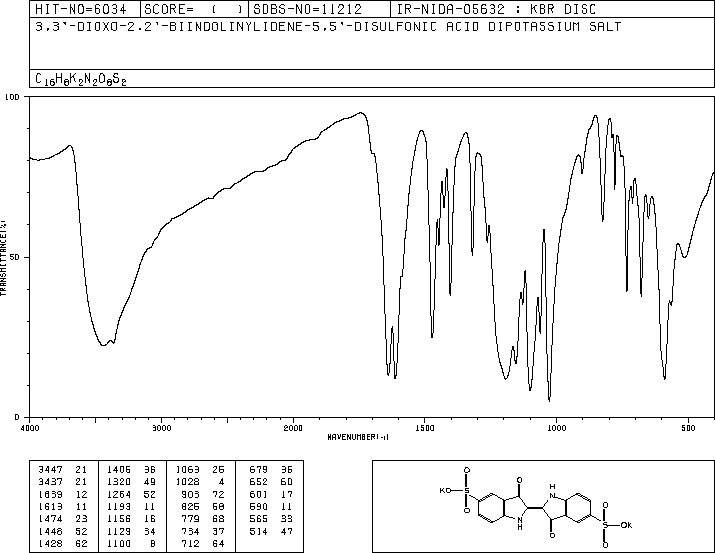 HIT-NO=6034 SCORE= ( ) SDBS-NO=11212 IR-NIDA-05632 : KBR DISC
3,3'-DIOXO-2,2'-BIINDOLINYLIDENE-5,5'-DISULFONIC ACID DIPOTASSIUM SALT
C16H8K2N2O8S2
100
TRANSMITTANCE(%)
50
0
4000 3000 2000 1500 1000 500
WAVENUMBER(-1)
3447 21 1406 36 1063 26 679 36
3437 21 1320 49 1028 4 652 60
1639 12 1264 52 903 72 601 17
1613 11 1193 11 826 58 590 11
1474 23 1156 16 779 68 565 33
1446 52 1129 34 734 37 514 47
1428 62 1100 8 712 64
O O H N O
KO S S OK
O N H O O